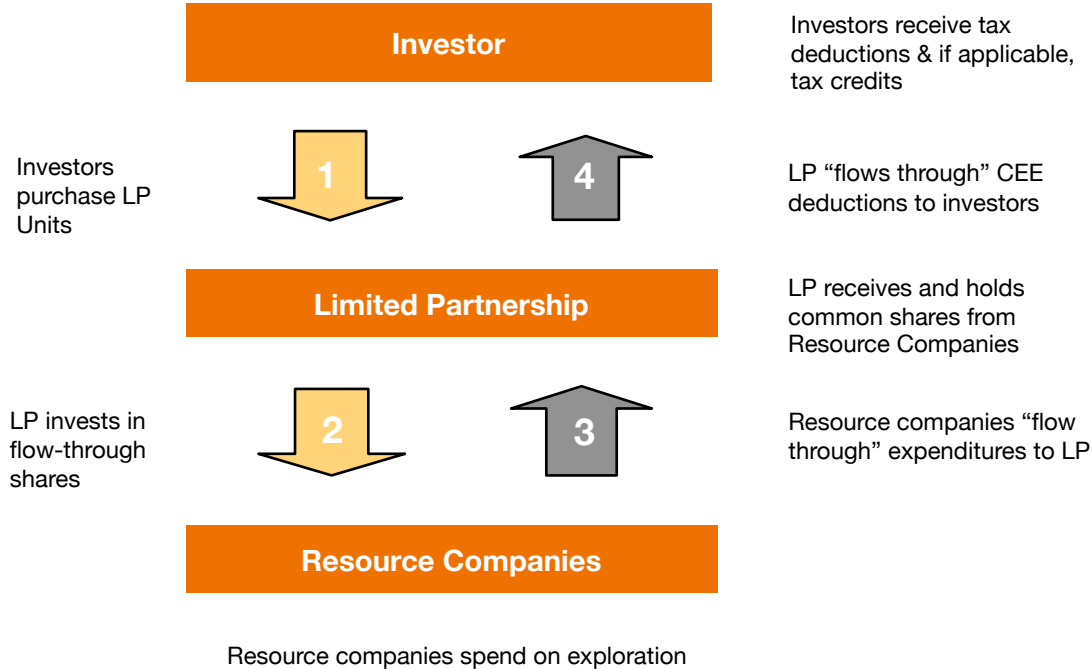 Investor
Investors receive tax
deductions & if applicable,
tax credits
Investors
purchase LP
Units
1
4
LP “flows through” CEE
deductions to investors
Limited Partnership
LP receives and holds
common shares from
Resource Companies
LP invests in
flow-through
shares
2
3
Resource companies “flow
through” expenditures to LP
Resource Companies
Resource companies spend on exploration